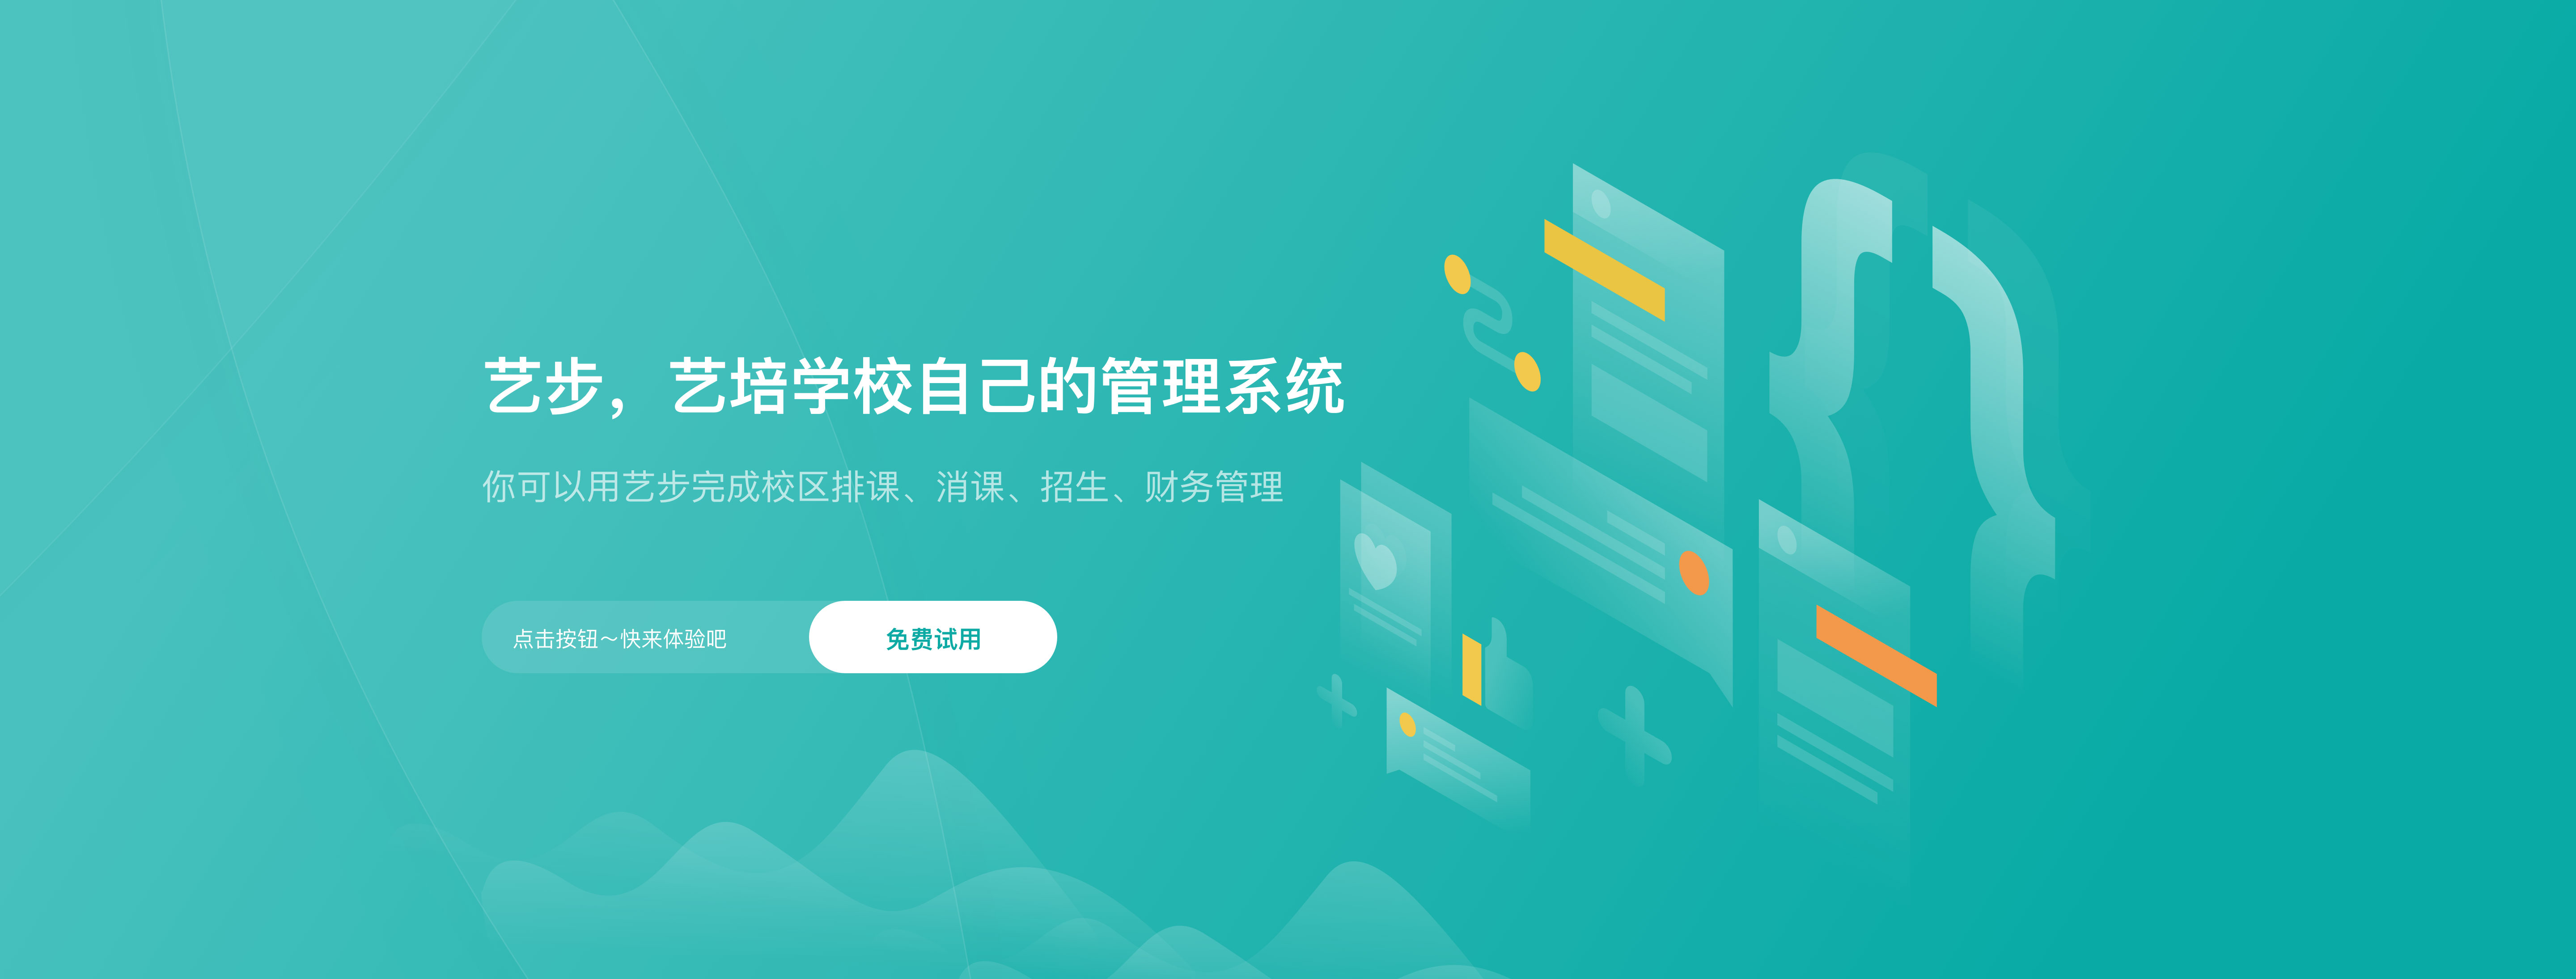 艺步，艺培学校自己的管理系统
你可以用艺步完成校区排课、消课、招生、财务管理
点击按钮～快来体验吧
免费试用